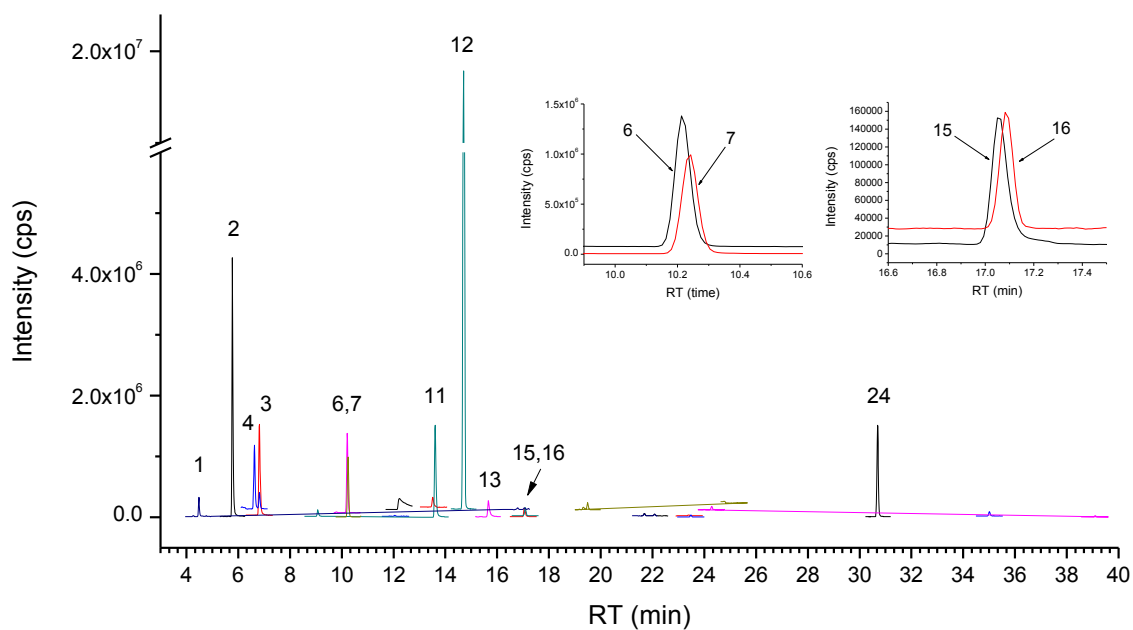 2.0x10⁷
12
1.5x10⁶
160000
140000
6
7
15
16
120000
1.0x10⁶
100000
80000
60000
5.0x10⁵
40000
20000
0.0
0
10.0 10.2 10.4 10.6
16.6 16.8 17.0 17.2 17.4
RT (time)
RT (min)
Intensity (cps)
Intensity (cps)
Intensity (cps)
2
4.0x10⁶
2.0x10⁶
4
3
6,7
11
24
15,16
1
13
0.0
4 6 8 10 12 14 16 18 20 22 24 26 28 30 32 34 36 38 40
RT (min)